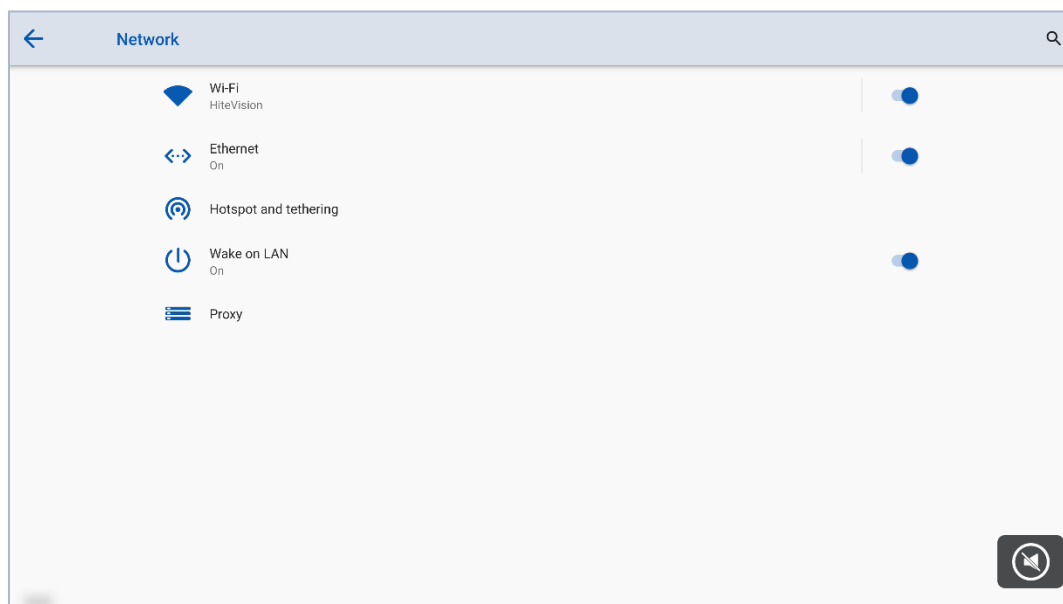 Network
Wi-Fi
HiteVision
Ethernet
On
Hotspot and tethering
Wake on LAN
On
Proxy